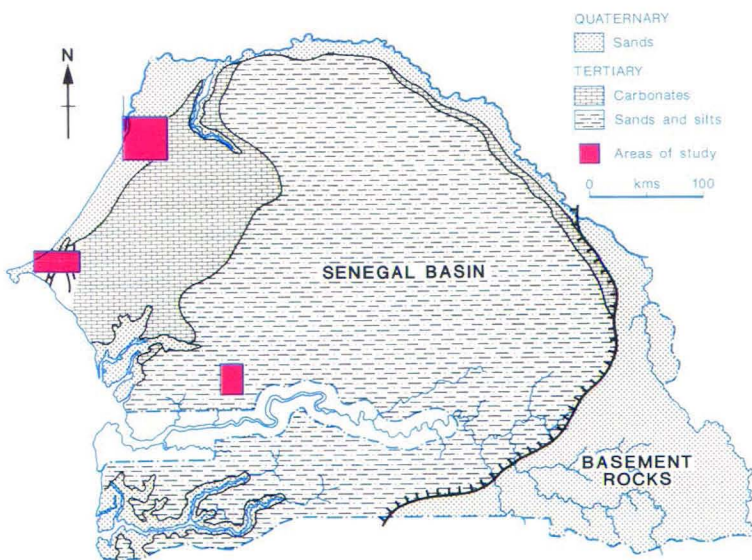 QUATERNARY
Sands
TERTIARY
Carbonates
Sands and silts
Areas of study
0 kms 100
N
SENEGAL BASIN
BASEMENT
ROCKS